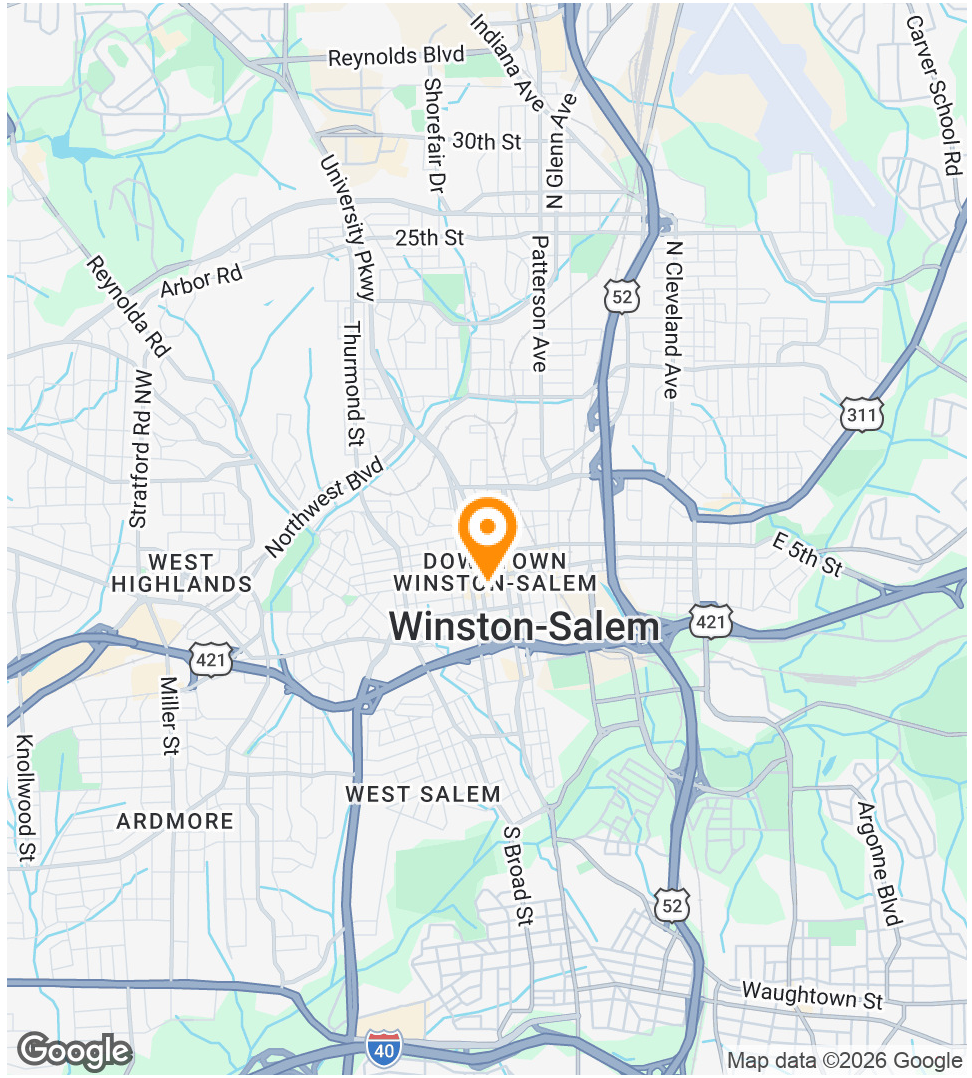 Reynolds Blvd
Indiana Ave
Carver School Rd
Shorefair Dr
30th St
N Glenn Ave
University Pkwy
25th St
Patterson Ave
N Cleveland Ave
Arbor Rd
Reynolda Rd
52
Thurmond St
Stratford Rd NW
311
Northwest Blvd
E 5th St
WEST
HIGHLANDS
DOWNTOWN
WINSTON-SALEM
Winston-Salem
421
421
Miller St
Knollwood St
WEST SALEM
ARDMORE
S Broad St
Argonne Blvd
52
Waughtown St
40
Google
Map data ©2026 Google